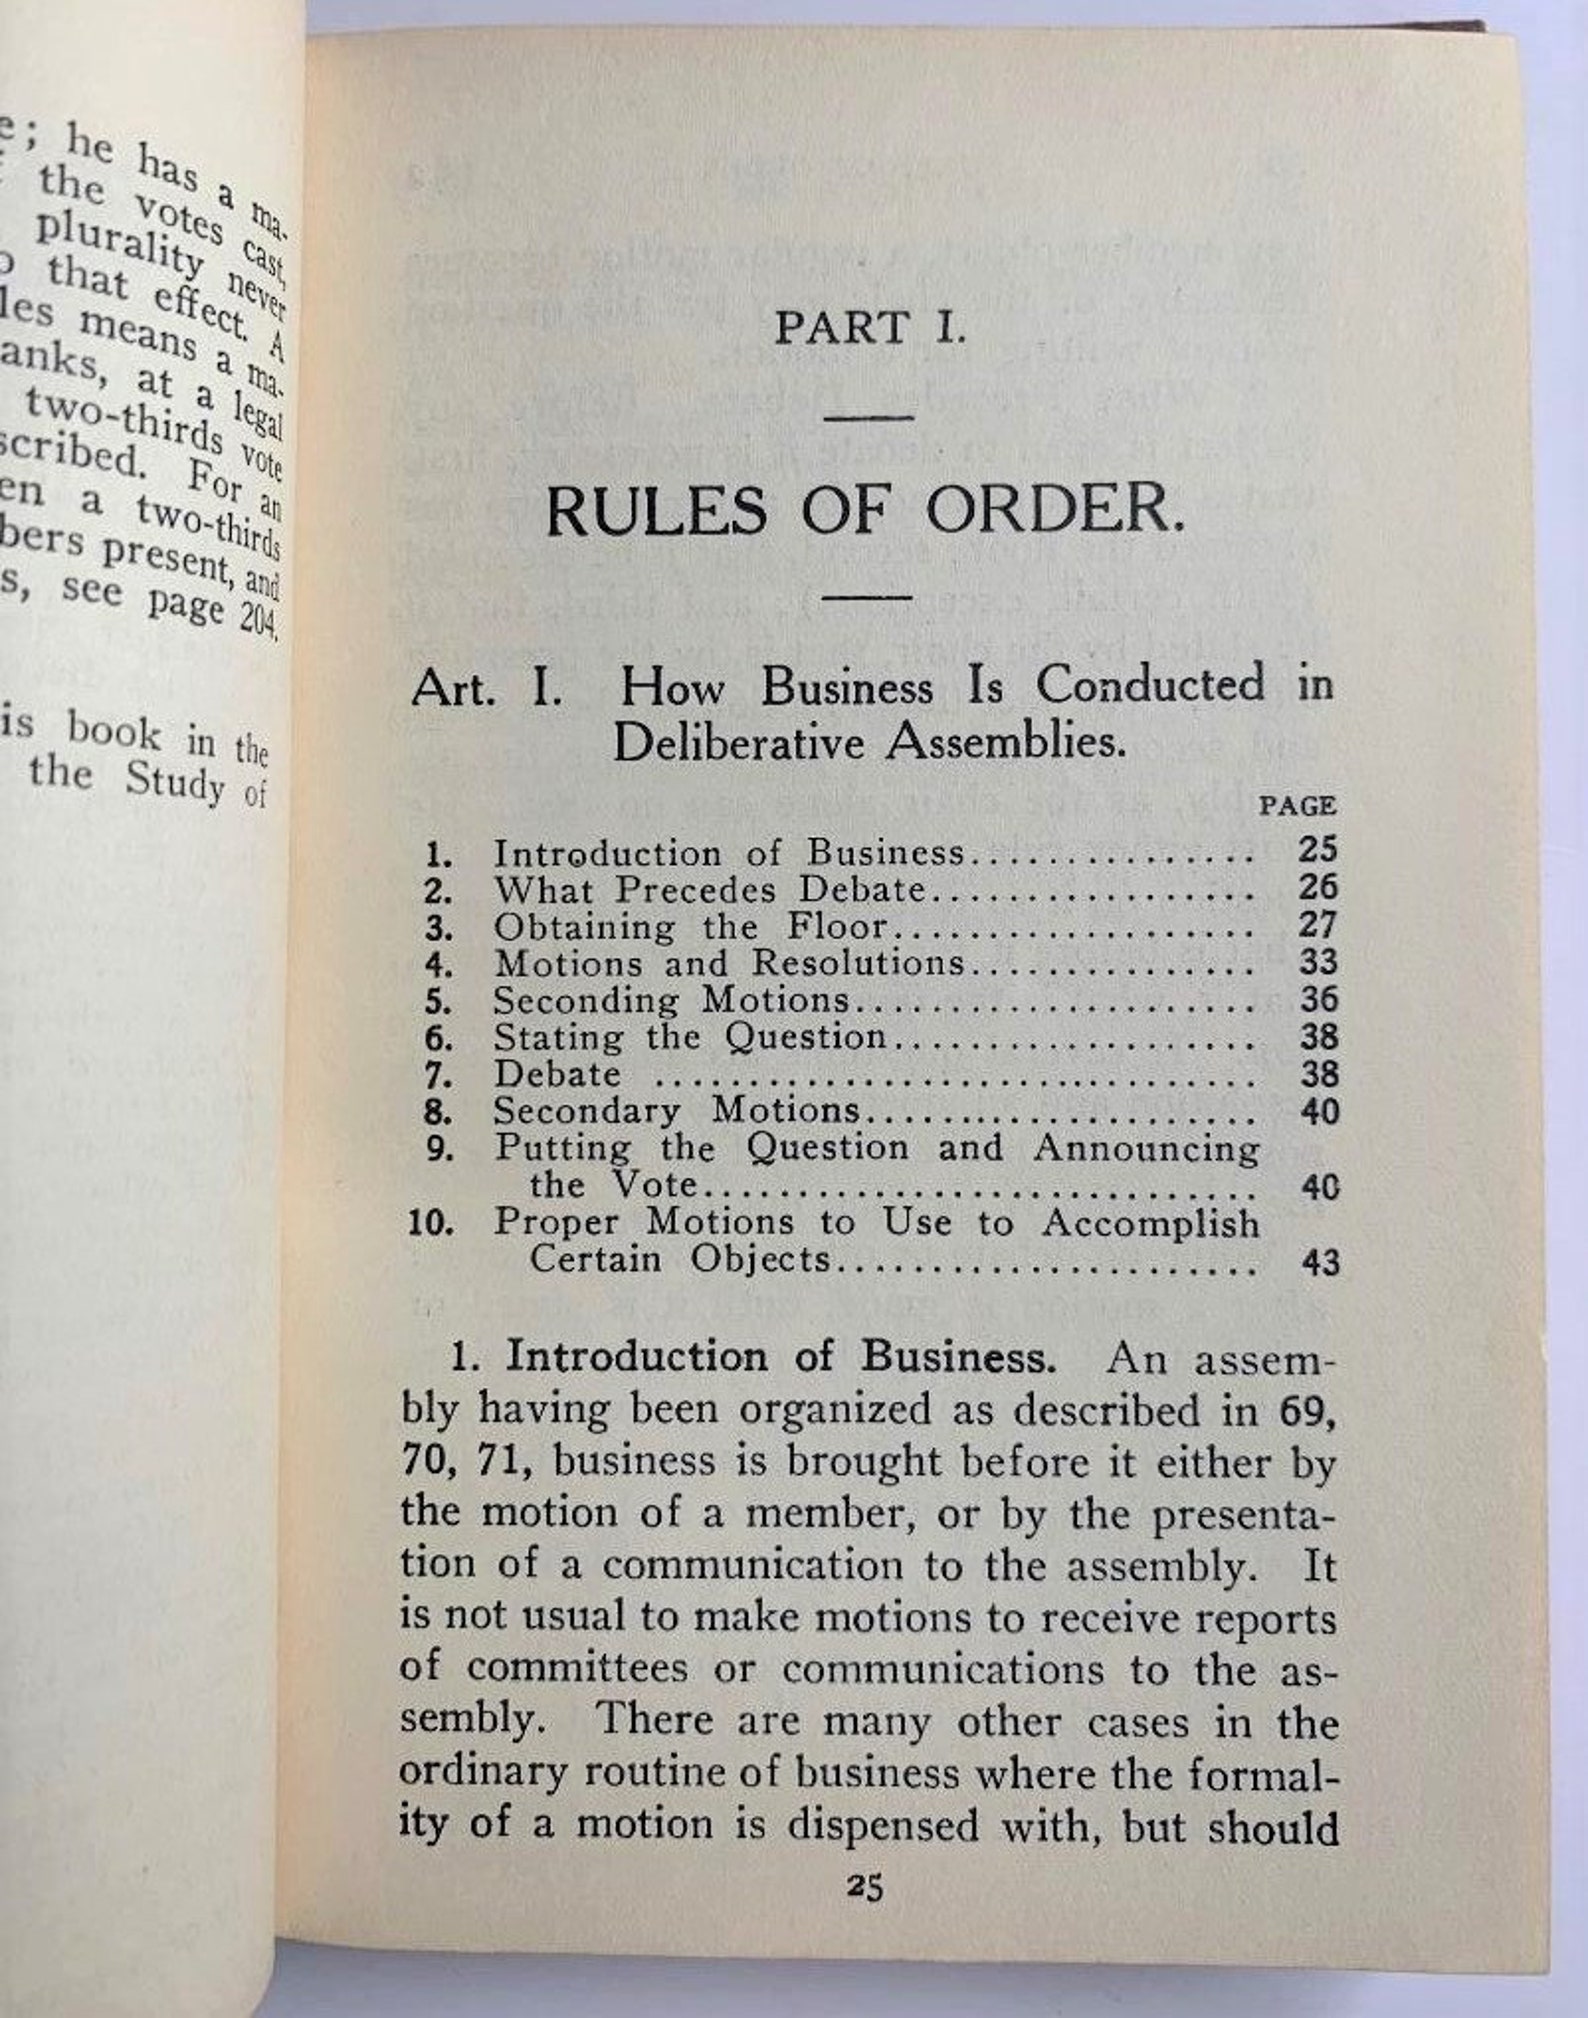 e; he has a ma-
the votes cast,
plurality never
o that effect. A
les means a ma-
anks, at a legal
two-thirds vote
scribed. For an
en a two-thirds
bers present, and
s, see page 204.
is book in the
the Study of
PART I.
RULES OF ORDER.
Art. I. How Business Is Conducted in
Deliberative Assemblies.
PAGE
1. Introduction of Business............... 25
2. What Precedes Debate................. 26
3. Obtaining the Floor................... 27
4. Motions and Resolutions............... 33
5. Seconding Motions..................... 36
6. Stating the Question................... 38
7. Debate ................................ 38
8. Secondary Motions..................... 40
9. Putting the Question and Announcing
the Vote............................. 40
10. Proper Motions to Use to Accomplish
Certain Objects...................... 43
1. Introduction of Business. An assem-
bly having been organized as described in 69,
70, 71, business is brought before it either by
the motion of a member, or by the presenta-
tion of a communication to the assembly. It
is not usual to make motions to receive reports
of committees or communications to the as-
sembly. There are many other cases in the
ordinary routine of business where the formal-
ity of a motion is dispensed with, but should
25